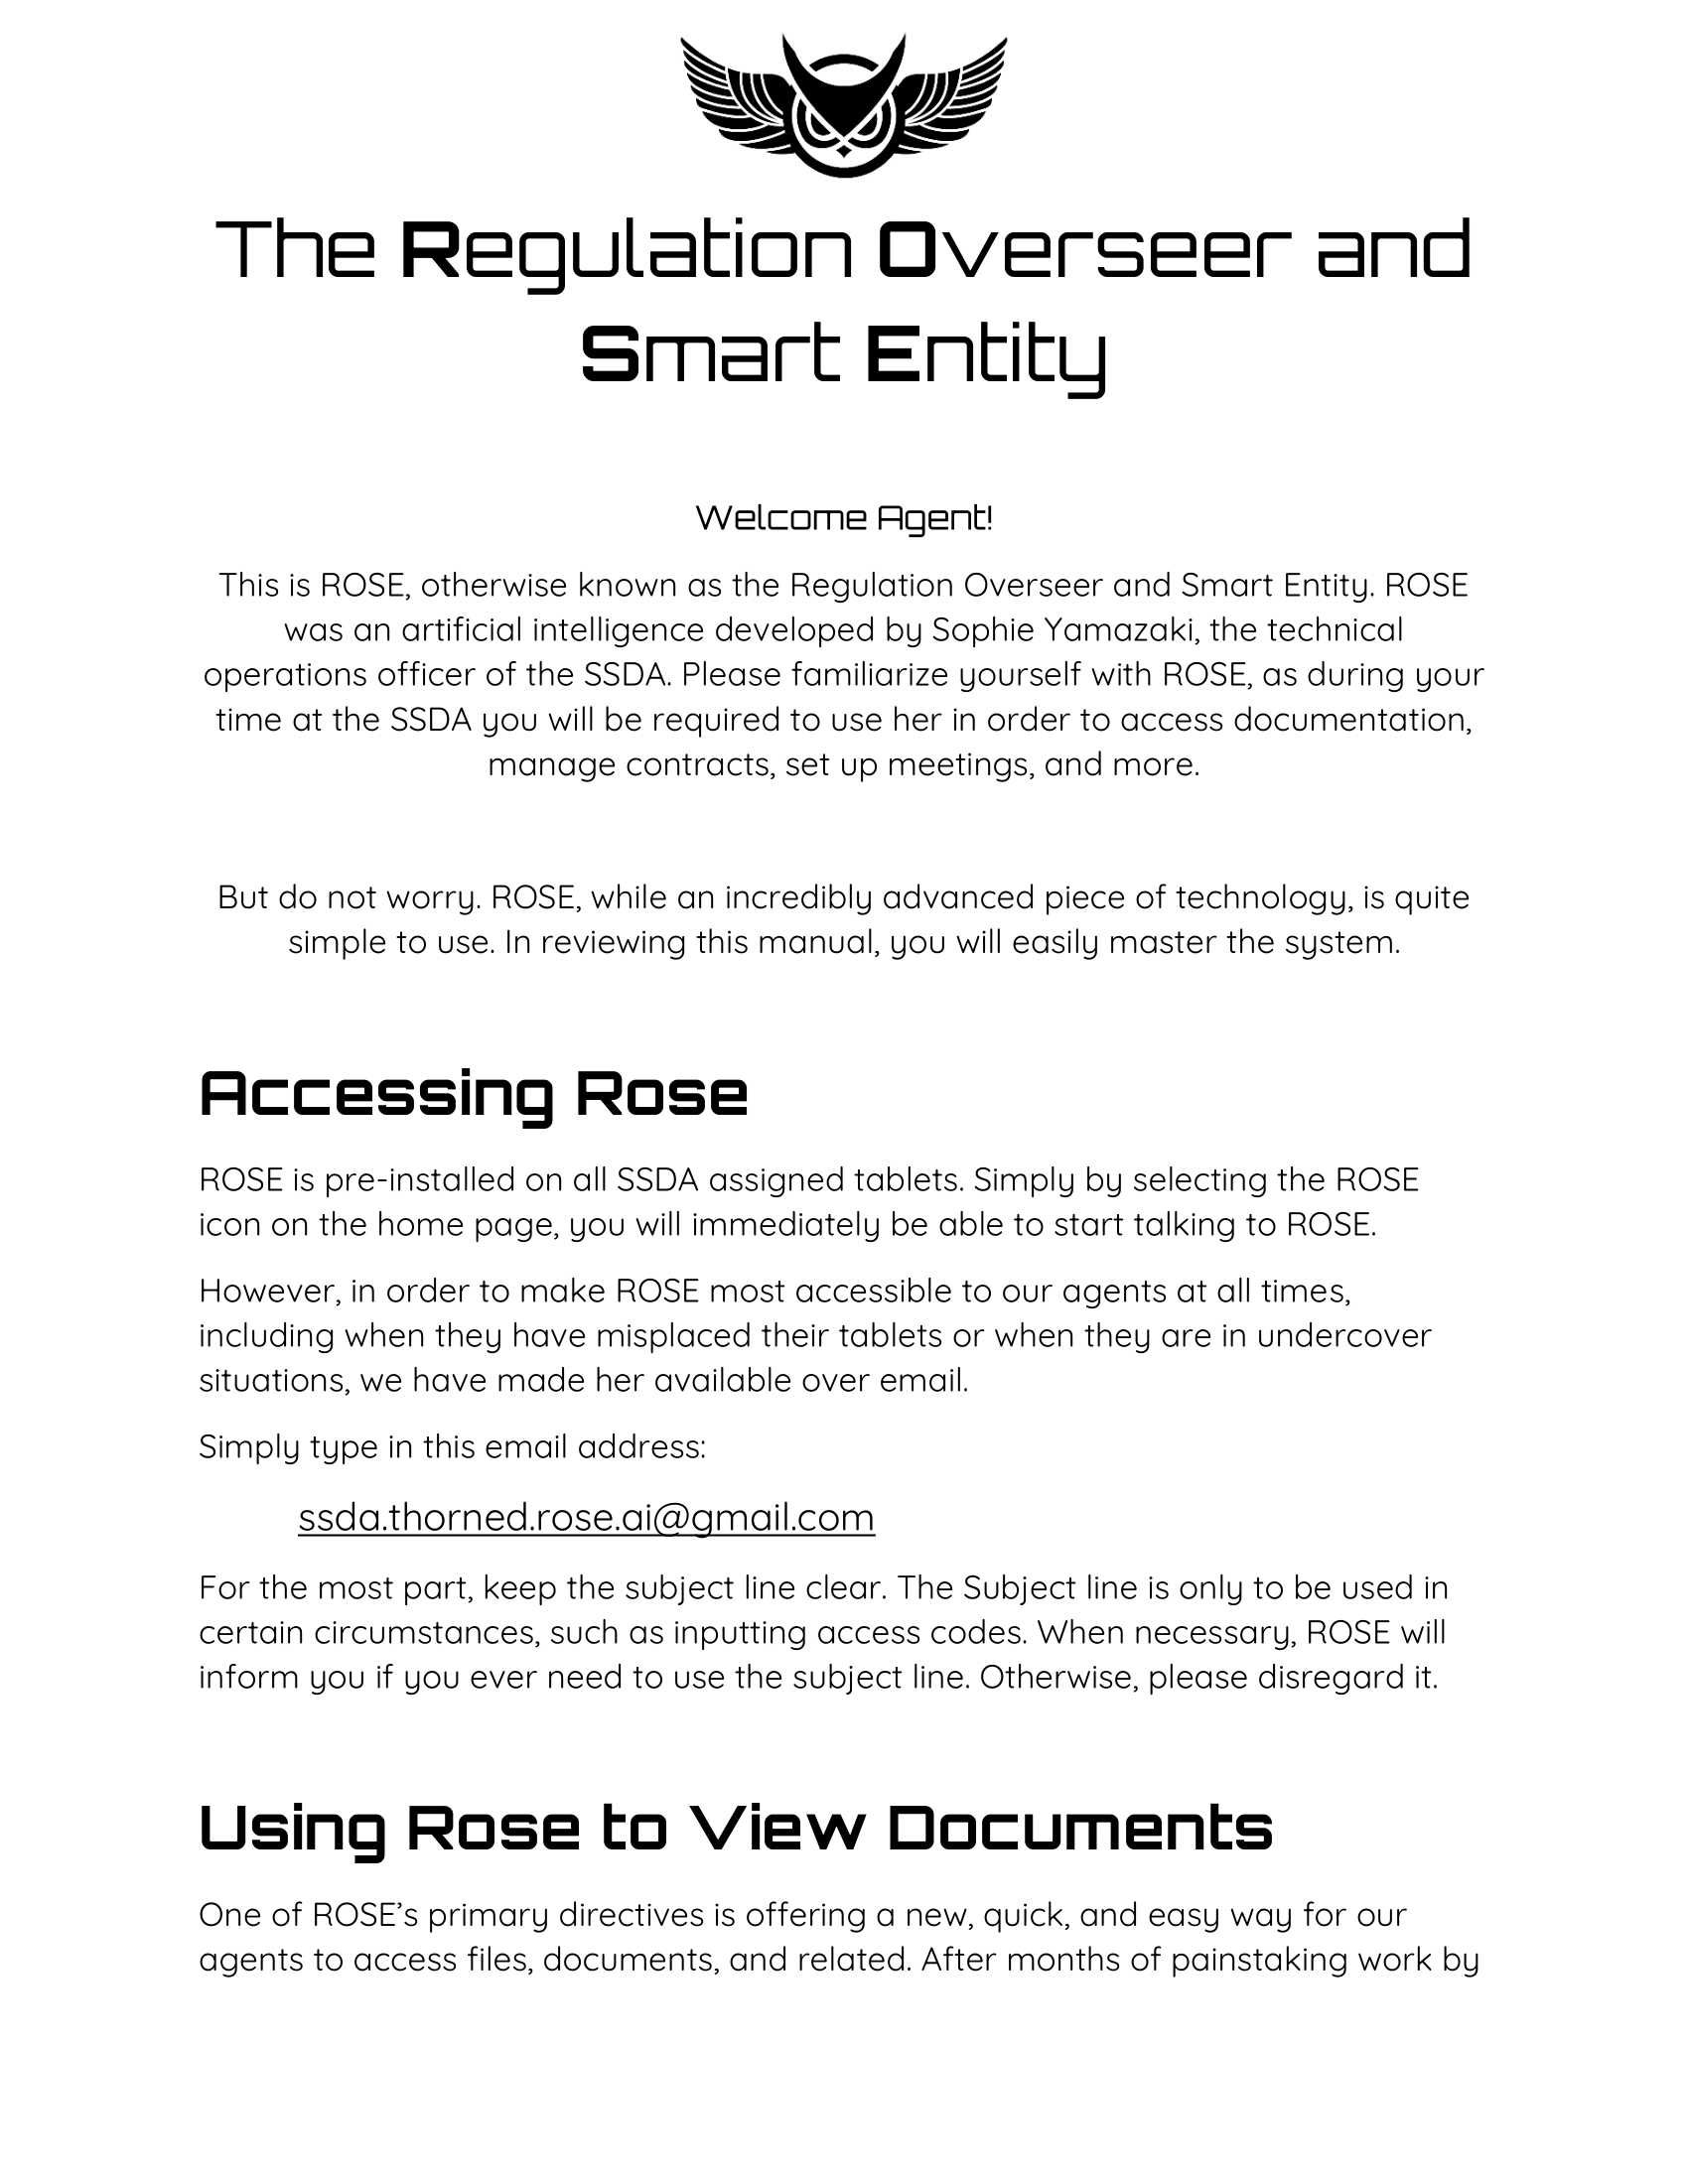 The Regulation Overseer and
Smart Entity
Welcome Agent!
This is ROSE, otherwise known as the Regulation Overseer and Smart Entity. ROSE
was an artificial intelligence developed by Sophie Yamazaki, the technical
operations officer of the SSDA. Please familiarize yourself with ROSE, as during your
time at the SSDA you will be required to use her in order to access documentation,
manage contracts, set up meetings, and more.
But do not worry. ROSE, while an incredibly advanced piece of technology, is quite
simple to use. In reviewing this manual, you will easily master the system.
Accessing Rose
ROSE is pre-installed on all SSDA assigned tablets. Simply by selecting the ROSE
icon on the home page, you will immediately be able to start talking to ROSE.
However, in order to make ROSE most accessible to our agents at all times,
including when they have misplaced their tablets or when they are in undercover
situations, we have made her available over email.
Simply type in this email address:
ssda.thorned.rose.ai@gmail.com
For the most part, keep the subject line clear. The Subject line is only to be used in
certain circumstances, such as inputting access codes. When necessary, ROSE will
inform you if you ever need to use the subject line. Otherwise, please disregard it.
Using Rose to View Documents
One of ROSE’s primary directives is offering a new, quick, and easy way for our
agents to access files, documents, and related. After months of painstaking work by